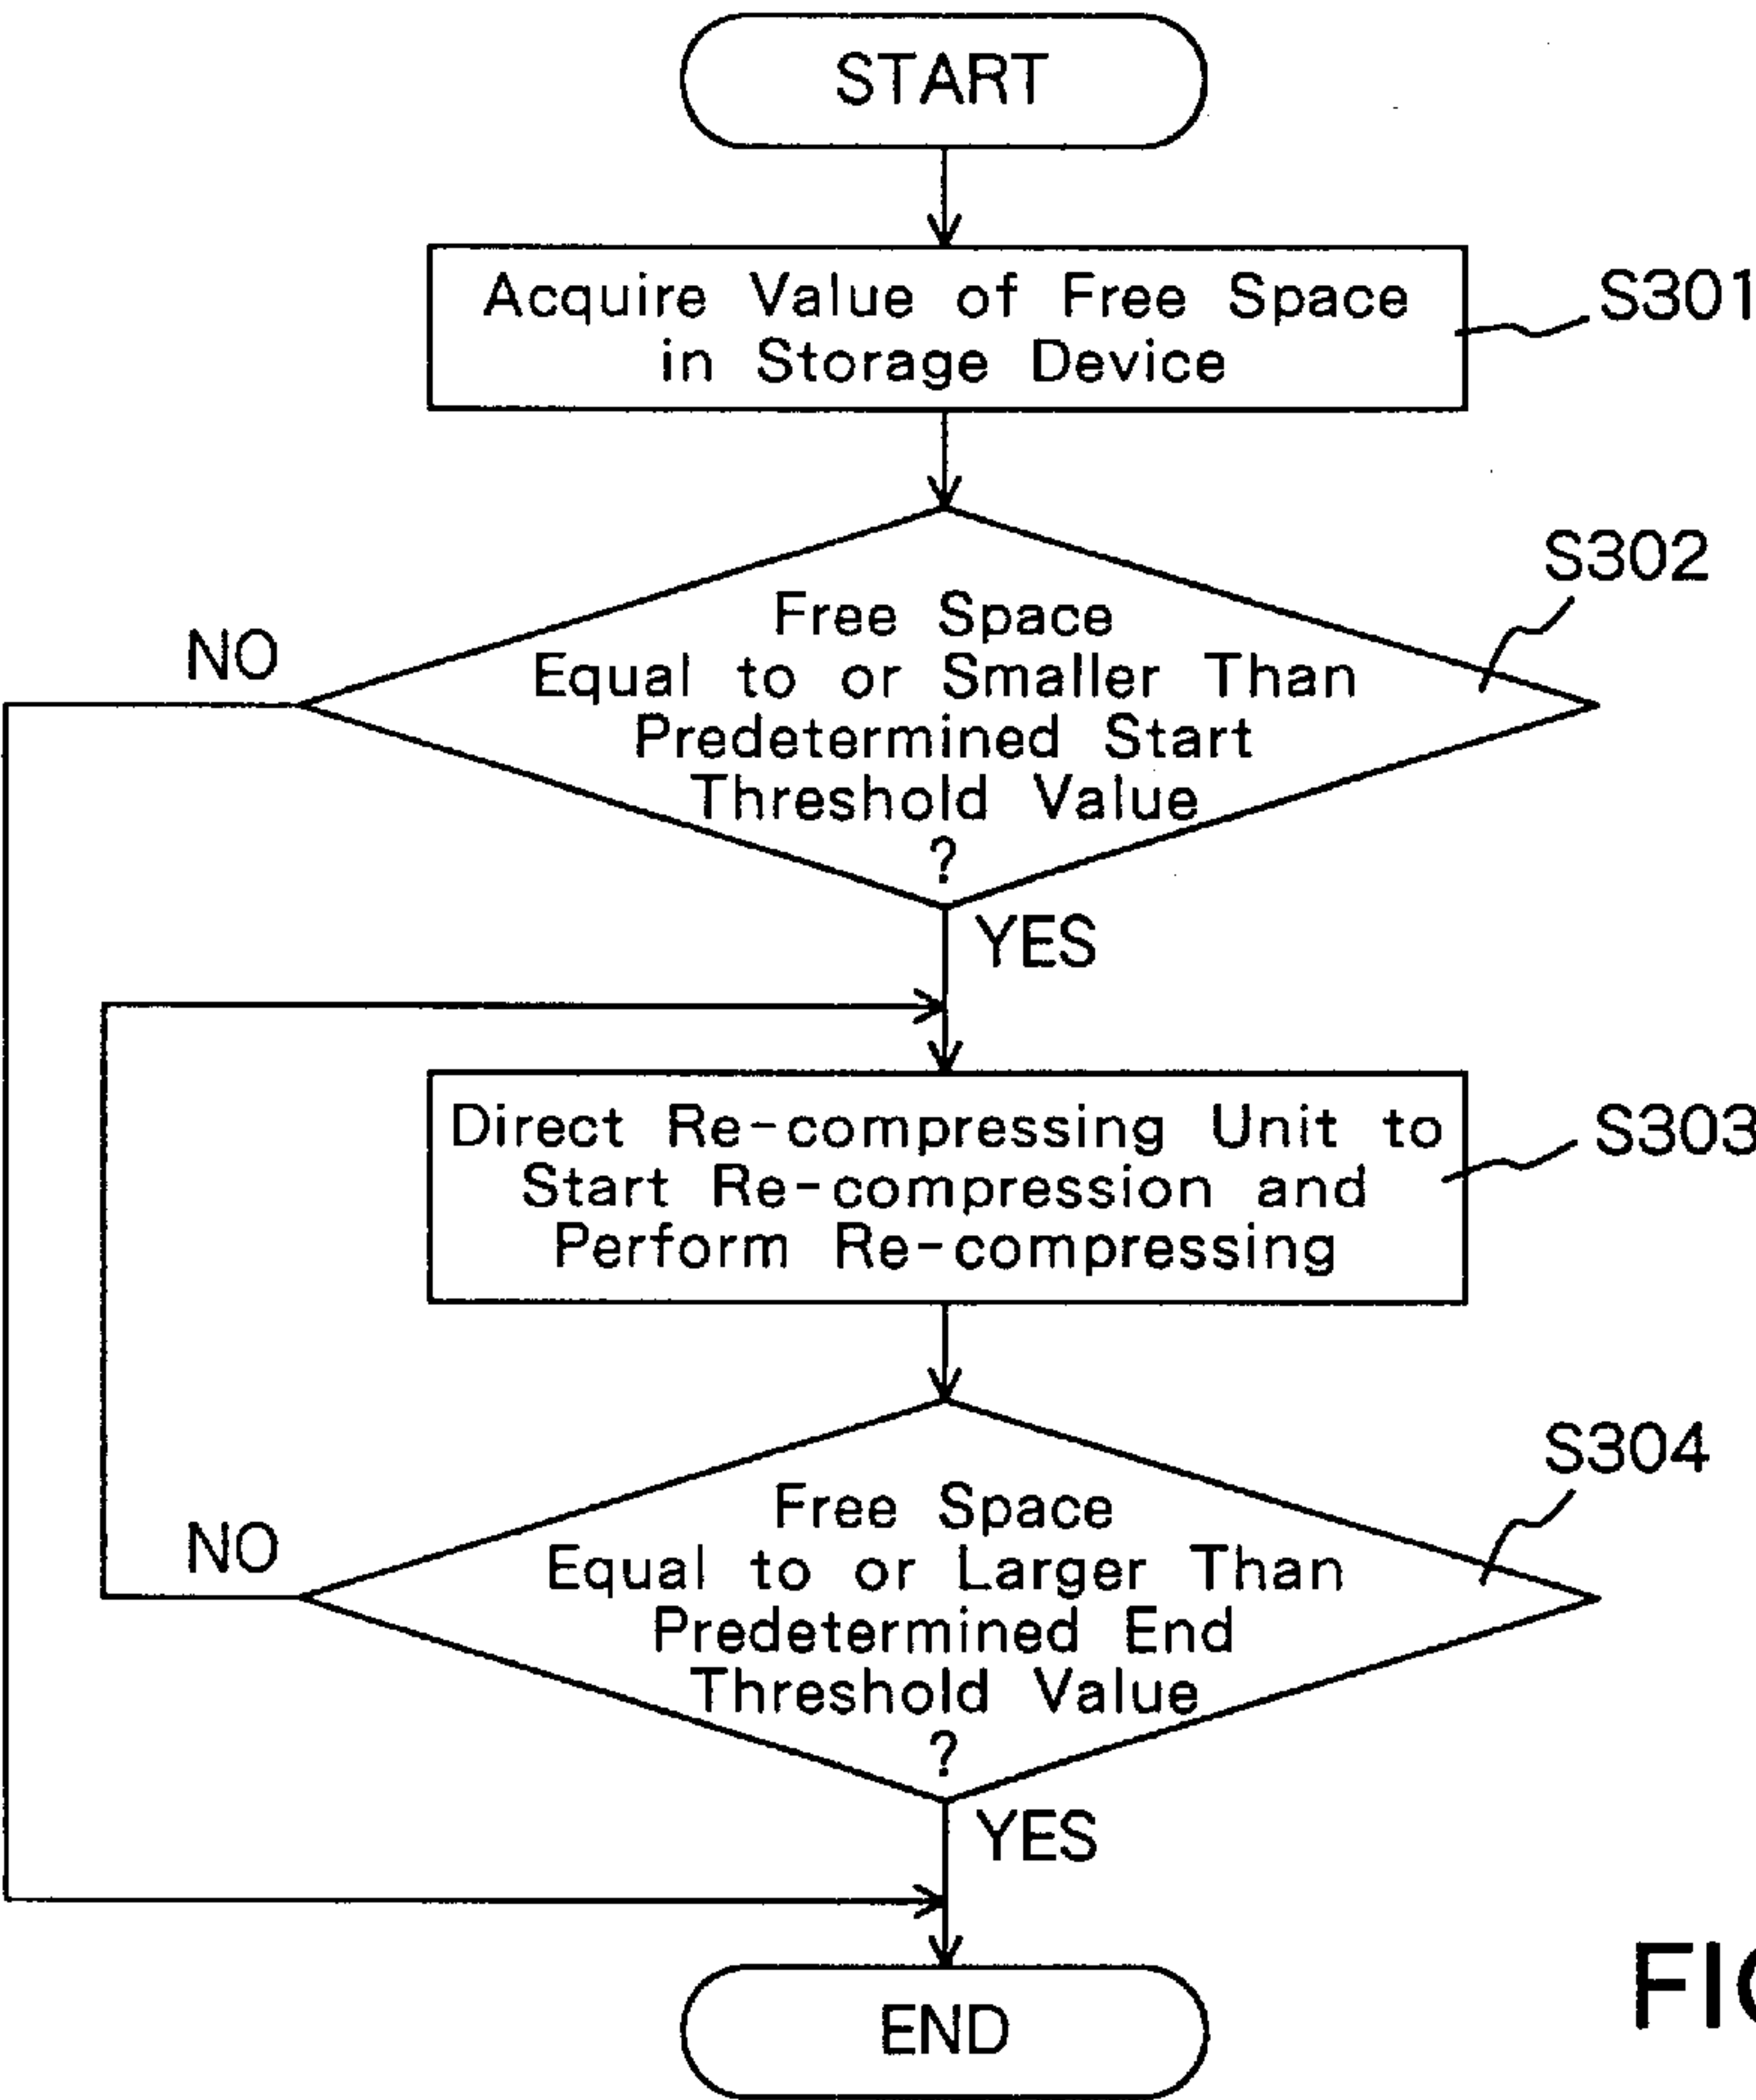 START
Acquire Value of Free Space
in Storage Device
S301
S302
Free Space
Equal to or Smaller Than
Predetermined Start
Threshold Value
?
NO
YES
Direct Re-compressing Unit to
Start Re-compression and
Perform Re-compressing
S303
S304
Free Space
Equal to or Larger Than
Predetermined End
Threshold Value
?
NO
YES
END